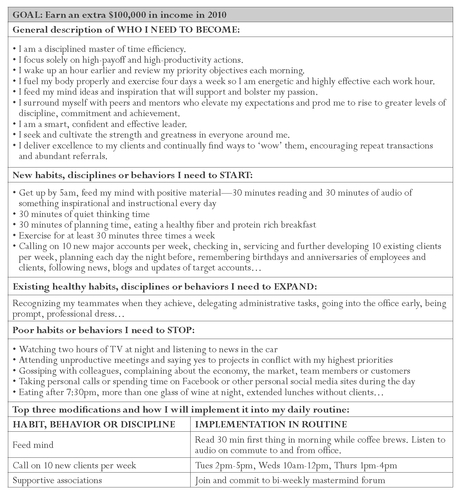 GOAL: Earn an extra $100,000 in income in 2010
General description of WHO I NEED TO BECOME:
• I am a disciplined master of time efficiency.
• I focus solely on high-payoff and high-productivity actions.
• I wake up an hour earlier and review my priority objectives each morning.
• I fuel my body properly and exercise four days a week so I am energetic and highly effective each work hour.
• I feed my mind ideas and inspiration that will support and bolster my passion.
• I surround myself with peers and mentors who elevate my expectations and prod me to rise to greater levels of
discipline, commitment and achievement.
• I am a smart, confident and effective leader.
• I seek and cultivate the strength and greatness in everyone around me.
• I deliver excellence to my clients and continually find ways to ‘wow’ them, encouraging repeat transactions
and abundant referrals.
New habits, disciplines or behaviors I need to START:
• Get up by 5am, feed my mind with positive material—30 minutes reading and 30 minutes of audio of
something inspirational and instructional every day
• 30 minutes of quiet thinking time
• 30 minutes of planning time, eating a healthy fiber and protein rich breakfast
• Exercise for at least 30 minutes three times a week
• Calling on 10 new major accounts per week, checking in, servicing and further developing 10 existing clients
per week, planning each day the night before, remembering birthdays and anniversaries of employees and
clients, following news, blogs and updates of target accounts…
Existing healthy habits, disciplines or behaviors I need to EXPAND:
Recognizing my teammates when they achieve, delegating administrative tasks, going into the office early, being
prompt, professional dress…
Poor habits or behaviors I need to STOP:
• Watching two hours of TV at night and listening to news in the car
• Attending unproductive meetings and saying yes to projects in conflict with my highest priorities
• Gossiping with colleagues, complaining about the economy, the market, team members or customers
• Taking personal calls or spending time on Facebook or other personal social media sites during the day
• Eating after 7:30pm, more than one glass of wine at night, extended lunches without clients…
Top three modifications and how I will implement it into my daily routine:
HABIT, BEHAVIOR OR DISCIPLINE IMPLEMENTATION IN ROUTINE
Feed mind
Read 30 min first thing in morning while coffee brews. Listen to
audio on commute to and from office.
Call on 10 new clients per week Tues 2pm-5pm, Weds 10am-12pm, Thurs 1pm-4pm
Supportive associations Join and commit to bi-weekly mastermind forum